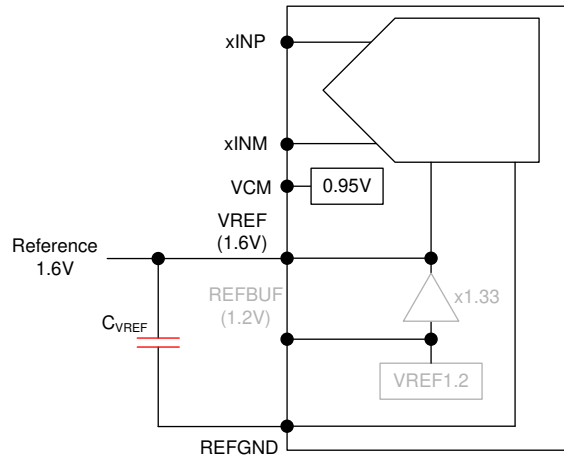 xINP
xINM
VCM
0.95V
VREF
(1.6V)
Reference
1.6V
REFBUF
(1.2V)
x1.33
CVREF
VREF1.2
REFGND